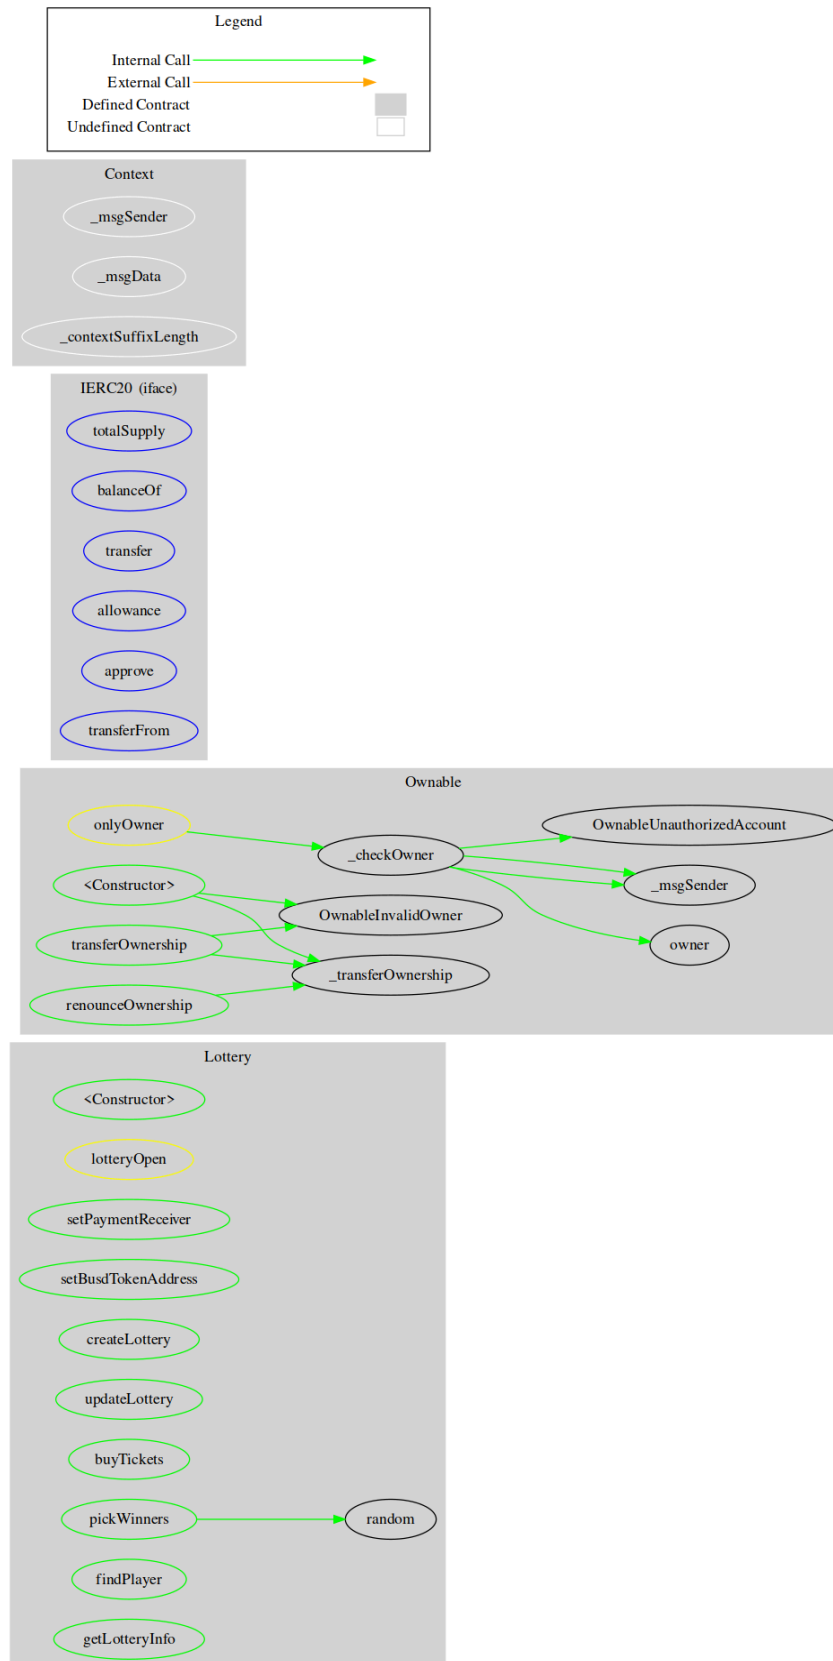 Legend
Internal Call
External Call
Defined Contract
Undefined Contract
Context
_msgSender
_msgData
_contextSuffixLength
IERC20 (iface)
totalSupply
balanceOf
transfer
allowance
approve
transferFrom
Ownable
onlyOwner
_checkOwner
OwnableUnauthorizedAccount
<Constructor>
OwnableInvalidOwner
_msgSender
transferOwnership
_transferOwnership
owner
renounceOwnership
Lottery
<Constructor>
lotteryOpen
setPaymentReceiver
setBusdTokenAddress
createLottery
updateLottery
buyTickets
pickWinners
random
findPlayer
getLotteryInfo